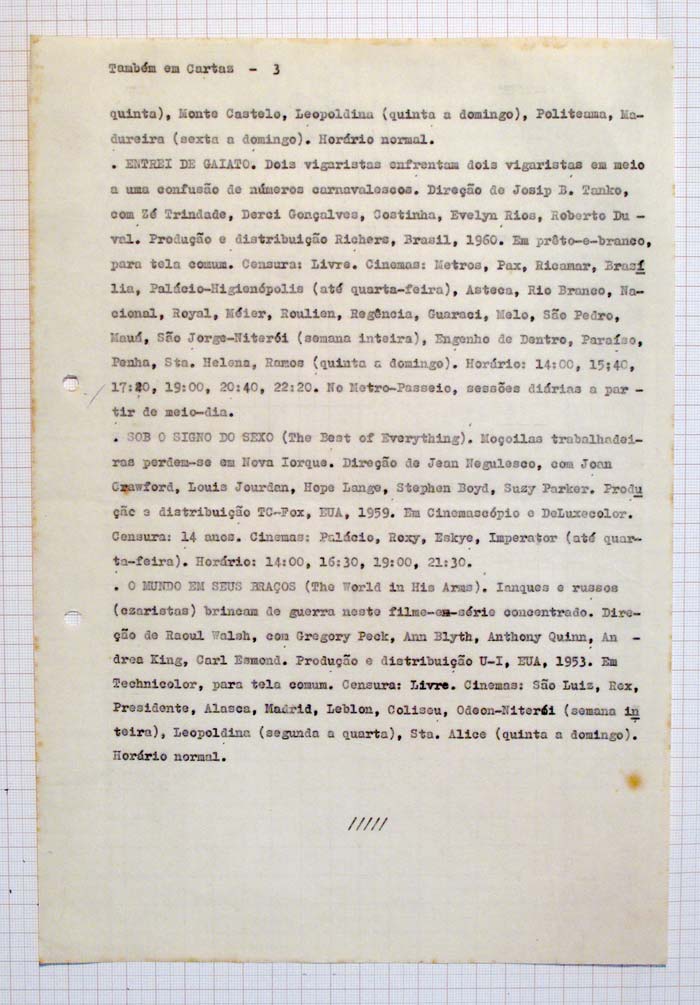 Também em Cartas - 3
quinta), Monte Castelo, Leopoldina (quinta a domingo), Politeama, Ma-
dureira (sexta a domingo). Horário normal.
. ENTREI DE GAIATO. Dois vigaristas enfrentam dois vigaristas em meio
a uma confusão de números carnavalescos. Direção de Josip B. Tanko,
com Zé Trindade, Derci Gonçalves, Costinha, Evelyn Rios, Roberto Du -
val. Produção e distribuição Richers, Brasil, 1960. Em prêto-e-branco,
para tela comum. Censura: Livre. Cinemas: Metros, Pax, Ricamar, Brasí
lia, Palácio-Higienópolis (até quarta-feira), Asteca, Rio Branco, Na-
cional, Royal, Méier, Roulien, Regência, Guaraci, Melo, São Pedro,
Mauá, São Jorge-Niterói (semana inteira), Engenho de Dentro, Paraíso,
Penha, Sta. Helena, Ramos (quinta a domingo). Horário: 14:00, 15:40,
17:20, 19:00, 20:40, 22:20. No Metro-Passeio, sessões diárias a par -
tir de meio-dia.
. SOB O SIGNO DO SEXO (The Best of Everything). Moçoilas trabalhadei-
ras perdem-se em Nova Iorque. Direção de Jean Negulesco, com Joan
Crawford, Louis Jourdan, Hope Lange, Stephen Boyd, Suzy Parker. Produ
ção e distribuição TC-Fox, EUA, 1959. Em Cinemascópio e DeLuxecolor.
Censura: 14 anos. Cinemas: Palácio, Roxy, Eskye, Imperator (até quar-
ta-feira). Horário: 14:00, 16:30, 19:00, 21:30.
. O MUNDO EM SEUS BRAÇOS (The World in His Arms). Ianques e russos
(czaristas) brincam de guerra neste filme-em-série concentrado. Dire-
ção de Raoul Walsh, com Gregory Peck, Ann Blyth, Anthony Quinn, An -
drea King, Carl Esmond. Produção e distribuição U-I, EUA, 1953. Em
Technicolor, para tela comum. Censura: Livre. Cinemas: São Luiz, Rex,
Presidente, Alasca, Madrid, Leblon, Coliseu, Odeon-Niterói (semana in
teira), Leopoldina (segunda a quarta), Sta. Alice (quinta a domingo).
Horário normal.
/////